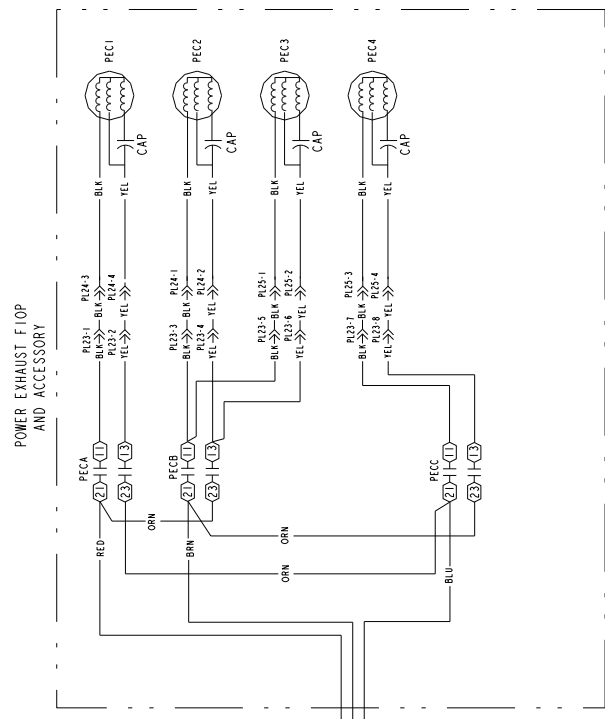 POWER EXHAUST FIOP
AND ACCESSORY
PEC1
PEC2
PEC3
PEC4
CAP
CAP
CAP
CAP
BLK
YEL
BLK
YEL
BLK
YEL
BLK
YEL
PL24-3
PL24-4
PL24-1
PL24-2
PL25-1
PL25-2
PL25-3
PL25-4
BLK
YEL
BLK
YEL
BLK
YEL
BLK
YEL
PL23-1
PL23-2
PL23-3
PL23-4
PL23-5
PL23-6
PL23-7
PL23-8
BLK
YEL
BLK
YEL
BLK
YEL
BLK
YEL
PECA
11
13
21
23
PECB
11
13
21
23
PECC
11
13
21
23
ORN
RED
BRN
ORN
ORN
BLU